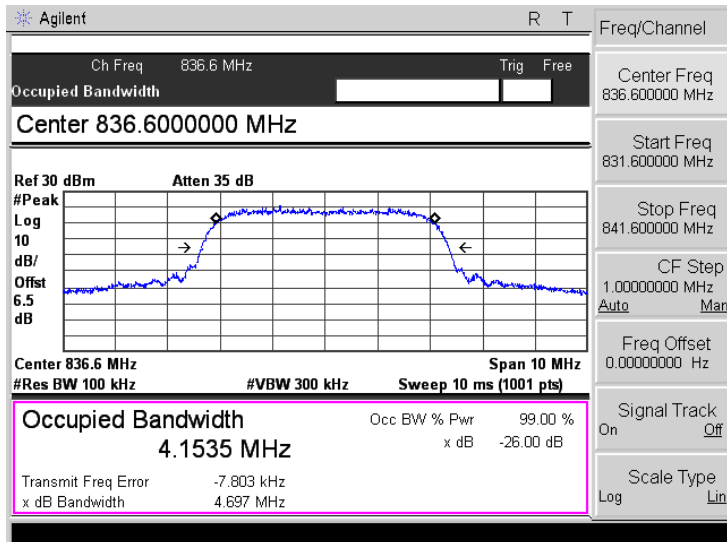 Agilent R T
Ch Freq 836.6 MHz Trig Free
Occupied Bandwidth
Center 836.6000000 MHz
Ref 30 dBm Atten 35 dB
#Peak
Log
10
dB/
Offst
6.5
dB
Center 836.6 MHz Span 10 MHz
#Res BW 100 kHz #VBW 300 kHz Sweep 10 ms (1001 pts)
Occupied Bandwidth Occ BW % Pwr 99.00 %
4.1535 MHz x dB -26.00 dB
Transmit Freq Error -7.803 kHz
x dB Bandwidth 4.697 MHz
Freq/Channel
Center Freq
836.600000 MHz
Start Freq
831.600000 MHz
Stop Freq
841.600000 MHz
CF Step
1.00000000 MHz
Auto Man
Freq Offset
0.00000000 Hz
Signal Track
On Off
Scale Type
Log Lin